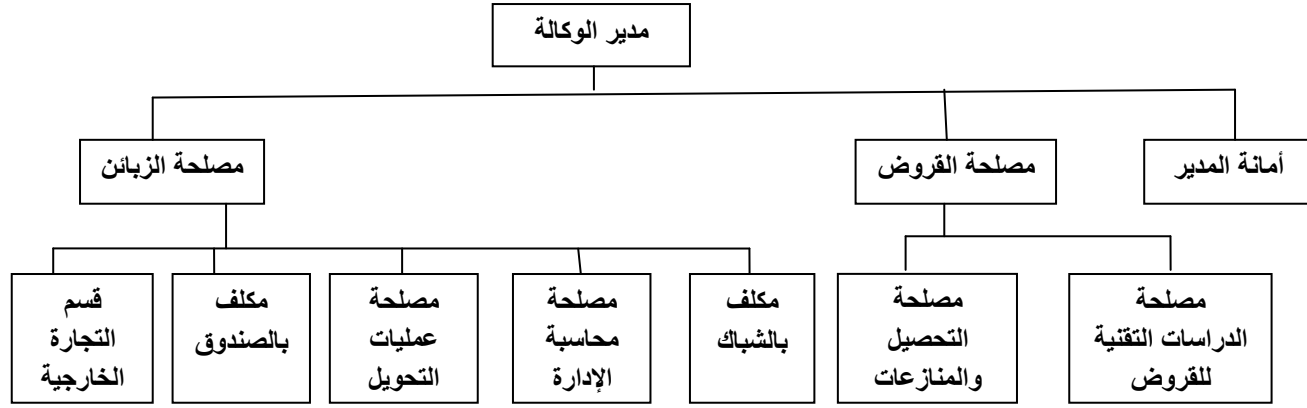 مدير الوكالة
أمانة المدير
مصلحة القروض
مصلحة الزبائن
مصلحة
الدراسات التقنية
للقروض
مصلحة
التحصيل
والمنازعات
مكلف
بالشباك
مصلحة
محاسبة
الإدارة
مصلحة
عمليات
التحويل
مكلف
بالصندوق
قسم
التجارة
الخارجية